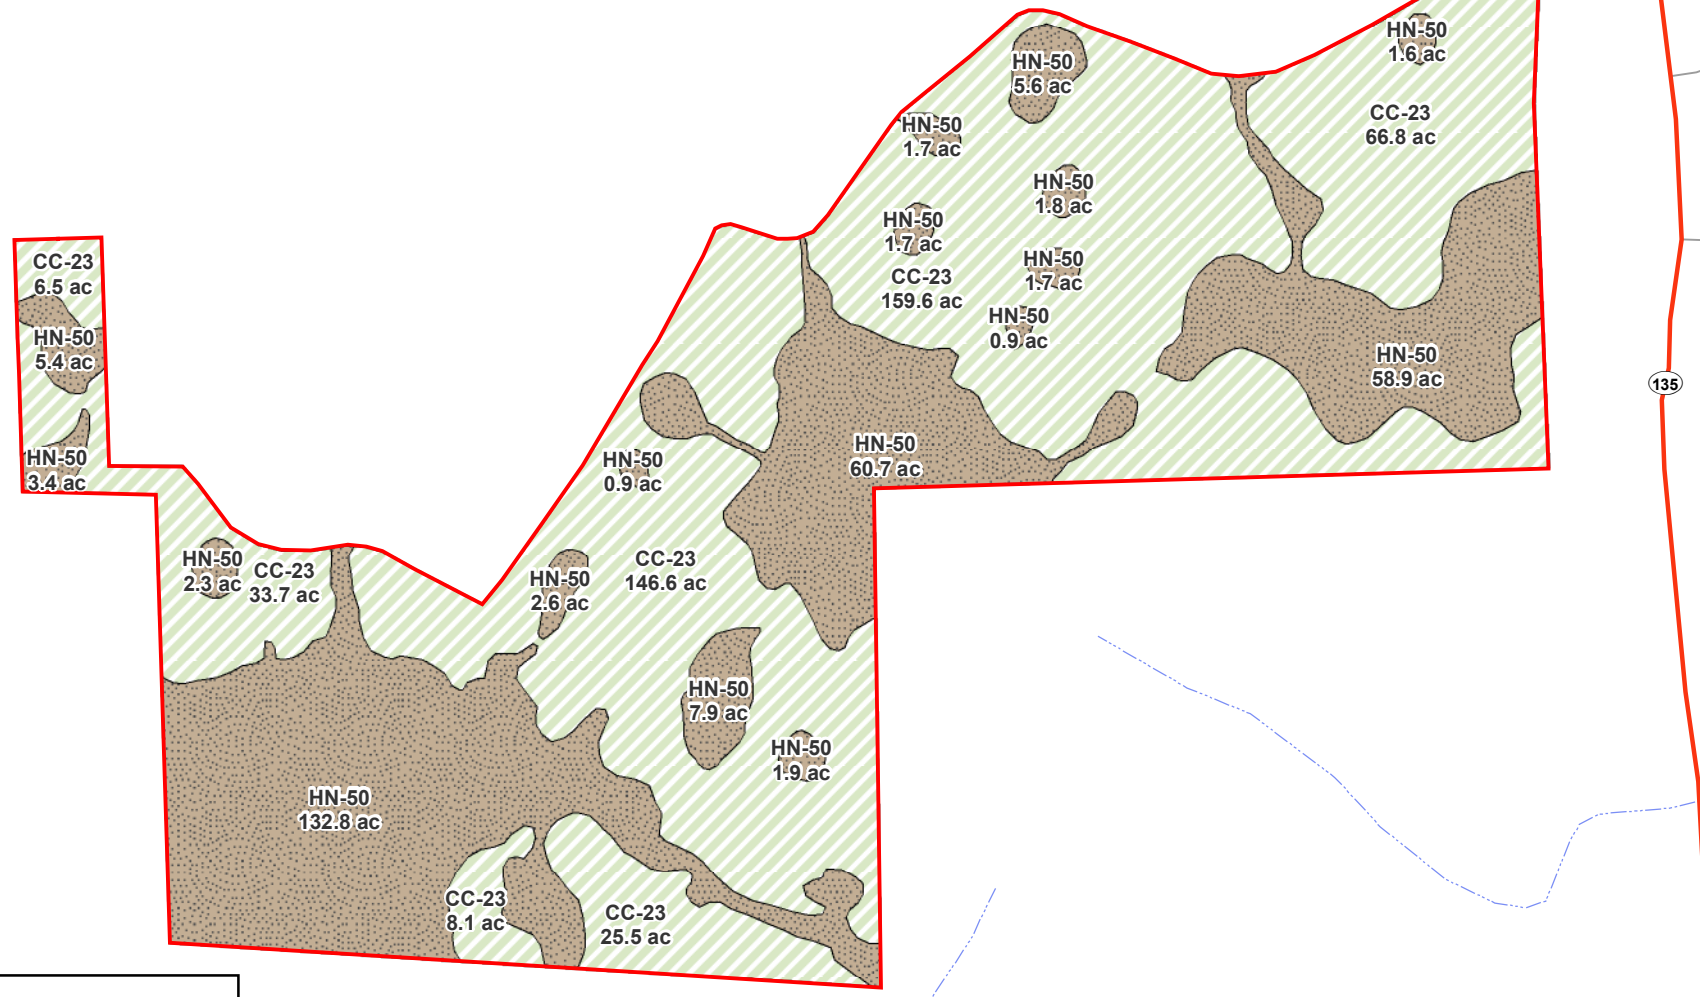 HN-50
1.6 ac
HN-50
5.6 ac
CC-23
66.8 ac
HN-50
1.7 ac
HN-50
1.8 ac
HN-50
1.7 ac
HN-50
1.7 ac
CC-23
159.6 ac
HN-50
0.9 ac
CC-23
6.5 ac
HN-50
5.4 ac
HN-50
58.9 ac
135
HN-50
60.7 ac
HN-50
3.4 ac
HN-50
0.9 ac
HN-50
2.3 ac
CC-23
33.7 ac
HN-50
2.6 ac
CC-23
146.6 ac
HN-50
7.9 ac
HN-50
1.9 ac
HN-50
132.8 ac
CC-23
8.1 ac
CC-23
25.5 ac